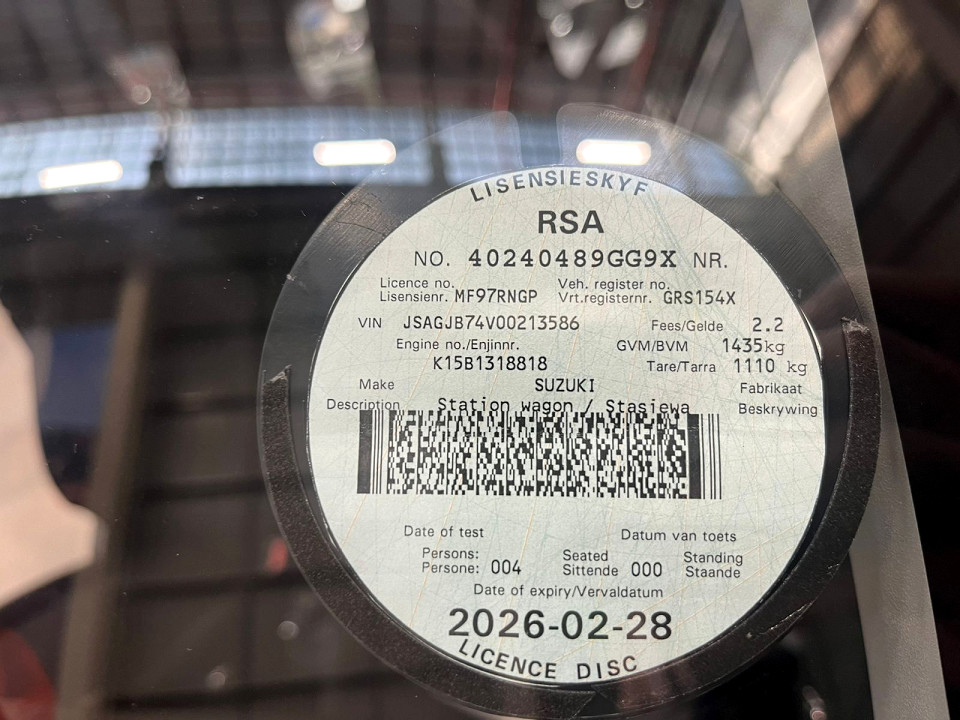 LISENSIESKYF
RSA
NO. 40240489GG9X NR.
Licence no. Veh. register no.
Lisensienr. MF97RNGP Vrt.registernr. GRS154X
VIN JSAGJB74V00213586 Fees/Gelde 2.2
Engine no./Enjinnr. GVM/BVM 1435kg
K15B1318818 Tare/Tarra 1110 kg
Make SUZUKI Fabrikaat
Description Station wagon / Stasiewa Beskrywing
Date of test Datum van toets
Persons: Seated Standing
Persone: 004 Sittende 000 Staande
Date of expiry/Vervaldatum
2026-02-28
LICENCE DISC